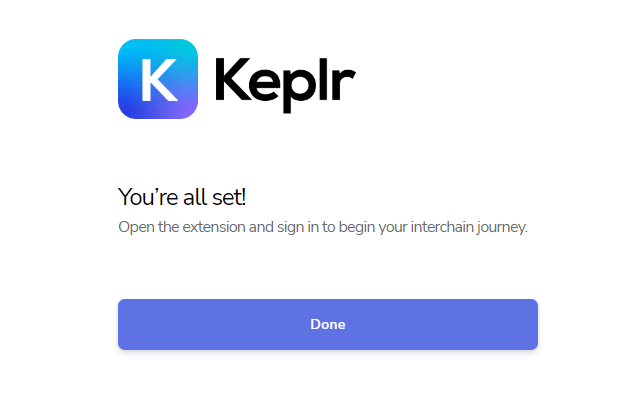 K Keplr
You’re all set!
Open the extension and sign in to begin your interchain journey.
Done